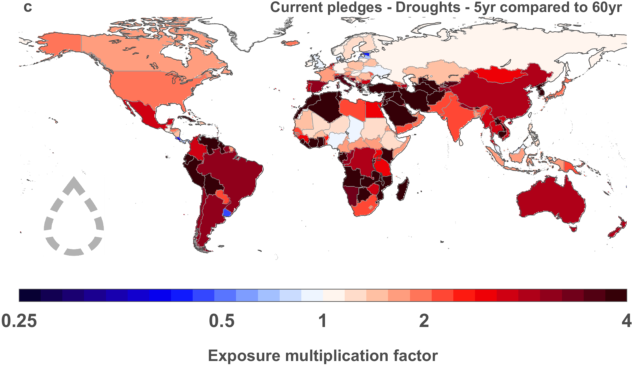 c
Current pledges - Droughts - 5yr compared to 60yr
0.25 0.5 1 2 4
Exposure multiplication factor